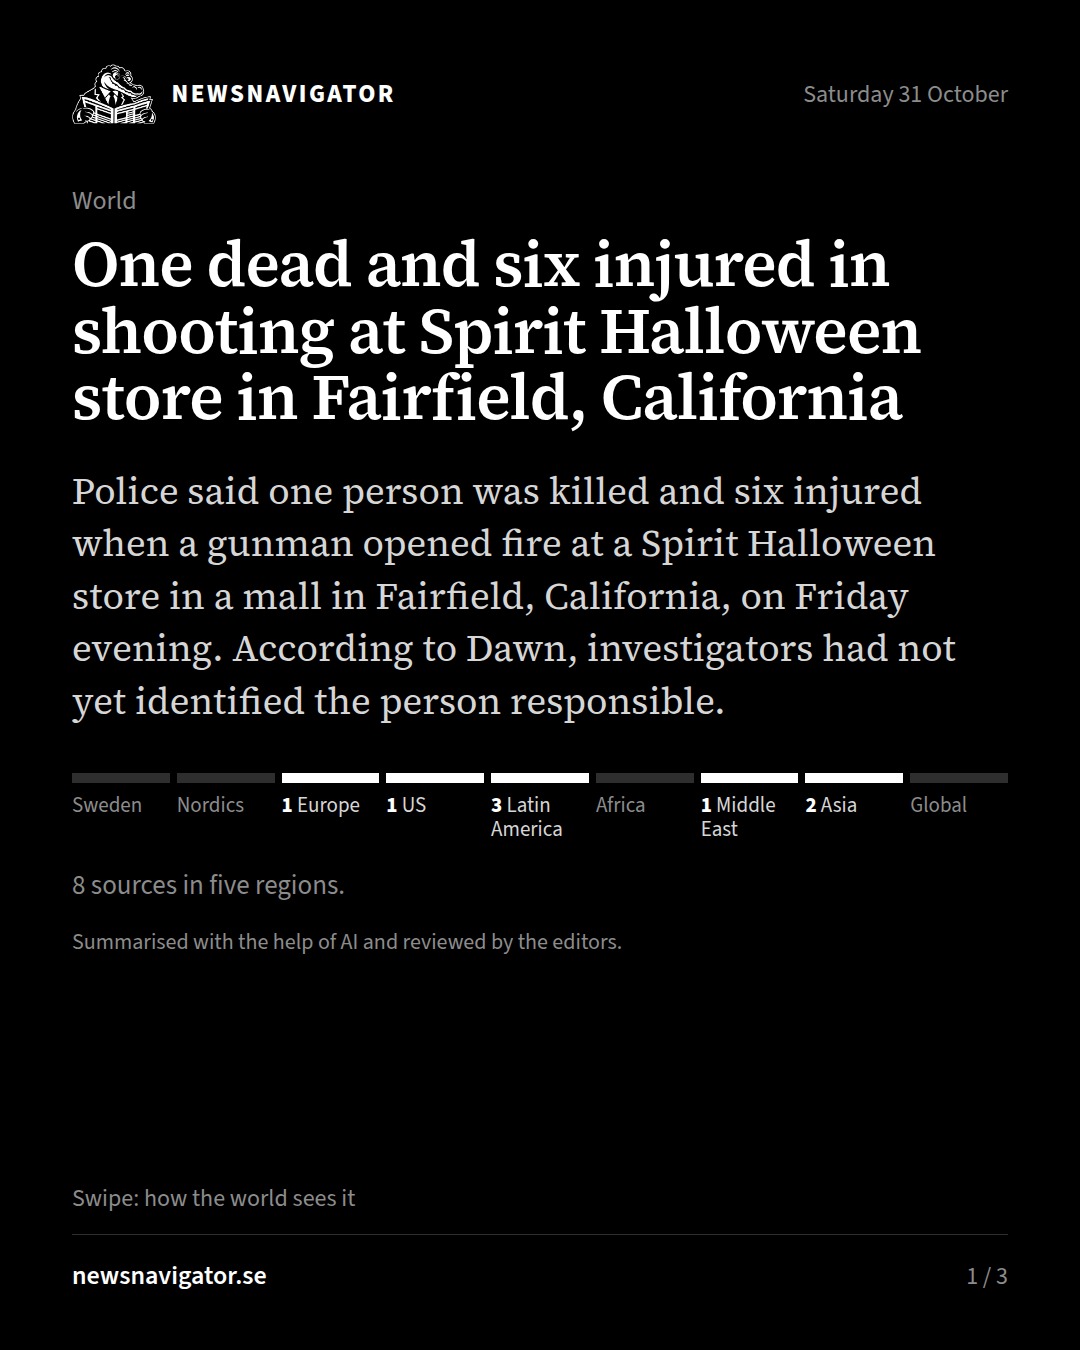 NEWSNAVIGATOR
Saturday 31 October
World
One dead and six injured in
shooting at Spirit Halloween
store in Fairfield, California
Police said one person was killed and six injured
when a gunman opened fire at a Spirit Halloween
store in a mall in Fairfield, California, on Friday
evening. According to Dawn, investigators had not
yet identified the person responsible.
Sweden
Nordics
1 Europe
1 US
3 Latin
America
Africa
1 Middle
East
2 Asia
Global
8 sources in five regions.
Summarised with the help of AI and reviewed by the editors.
Swipe: how the world sees it
newsnavigator.se
1 / 3